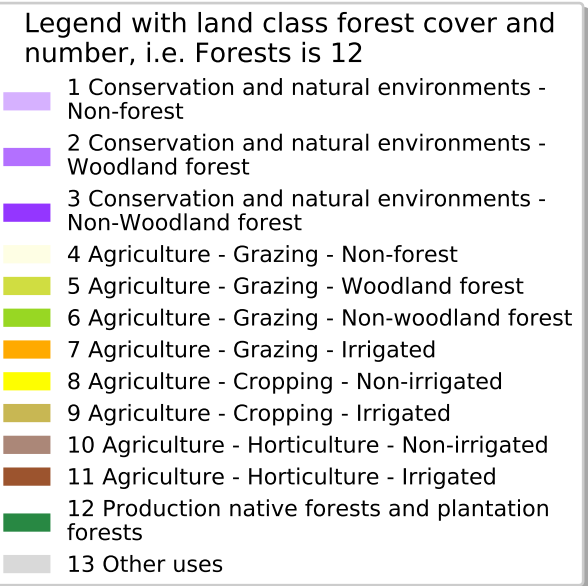 Legend with land class forest cover and
number, i.e. Forests is 12
1 Conservation and natural environments -
Non-forest
2 Conservation and natural environments -
Woodland forest
3 Conservation and natural environments -
Non-Woodland forest
4 Agriculture - Grazing - Non-forest
5 Agriculture - Grazing - Woodland forest
6 Agriculture - Grazing - Non-woodland forest
7 Agriculture - Grazing - Irrigated
8 Agriculture - Cropping - Non-irrigated
9 Agriculture - Cropping - Irrigated
10 Agriculture - Horticulture - Non-irrigated
11 Agriculture - Horticulture - Irrigated
12 Production native forests and plantation
forests
13 Other uses